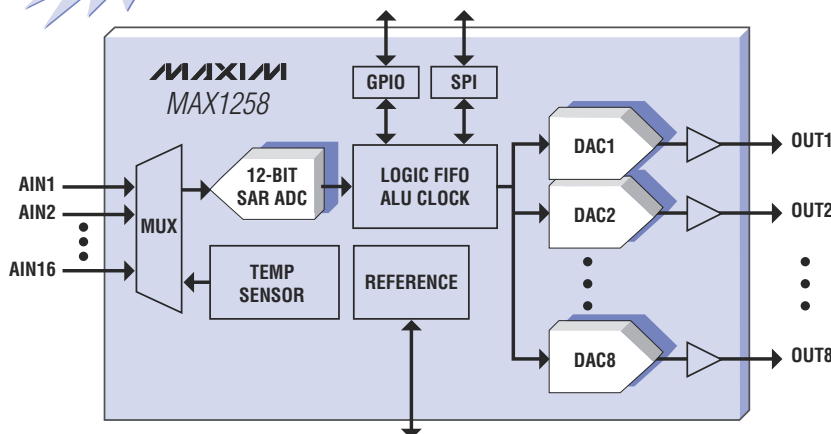 MAXIM
MAX1258
GPIO
SPI
AIN1
AIN2
AIN16
MUX
12-BIT
SAR ADC
LOGIC FIFO
ALU CLOCK
TEMP
SENSOR
REFERENCE
DAC1
OUT1
DAC2
OUT2
DAC8
OUT8